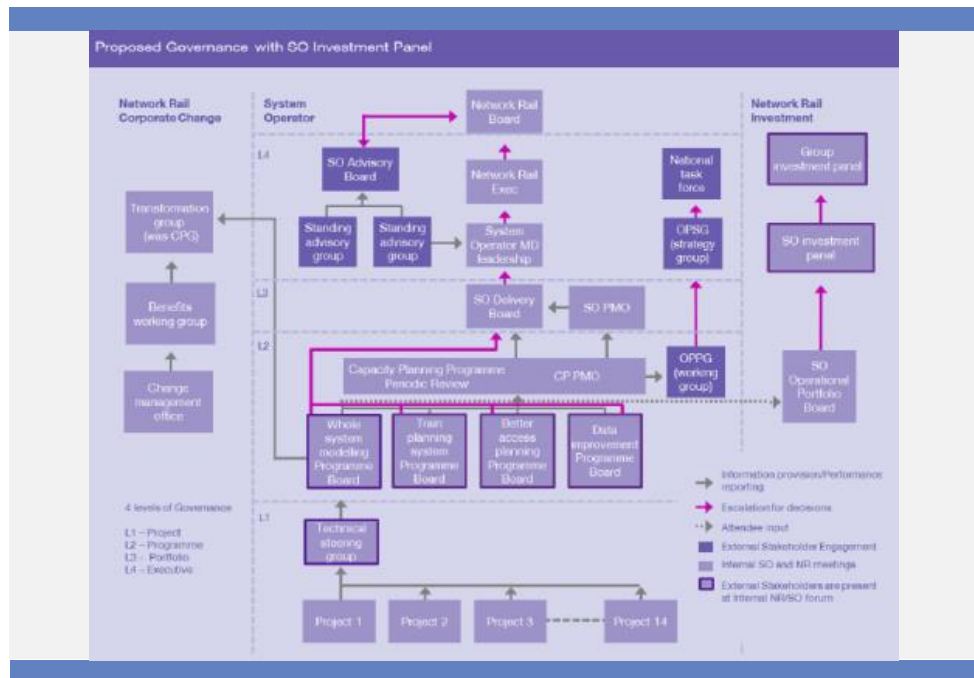 Proposed Governance with SO Investment Panel
Network Rail
Corporate Change
System
Operator
Network Rail
Investment
Network Rail
Board
L4
SO Advisory
Board
Network Rail
Exec
National
task
force
Group
investment panel
Transformation
group
(was CPG)
Standing
advisory
group
Standing
advisory
group
System
Operator MD
leadership
OPSG
(strategy
group)
SO investment
panel
L3
Benefits
working group
SO Delivery
Board
SO PMO
L2
Capacity Planning Programme
Periodic Review
CP PMO
OPPG
(working
group)
SO
Operational
Portfolio
Board
Change
management
office
Whole
system
modelling
Programme
Board
Train
planning
system
Programme
Board
Better
access
planning
Programme
Board
Data
improvement
Programme
Board
4 levels of Governance
L1 – Project
L2 – Programme
L3 – Portfolio
L4 – Executive
L1
Technical
steering
group
Project 1
Project 2
Project 3
Project 14
Information provision/Performance
reporting
Escalation for decisions
Attendee input
External Stakeholder Engagement
Internal SO and NR meetings
External Stakeholders are present
at internal NR/SO forum